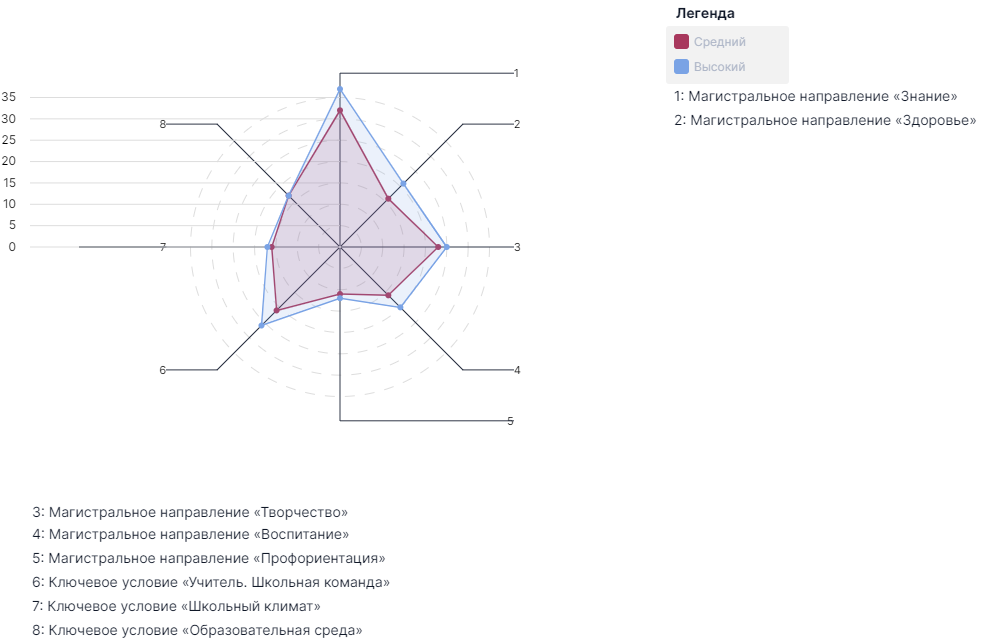 Легенда
Средний
Высокий
1: Магистральное направление «Знание»
2: Магистральное направление «Здоровье»
1
35
30
8
2
25
20
15
10
5
0
7
3
6
4
5
3: Магистральное направление «Творчество»
4: Магистральное направление «Воспитание»
5: Магистральное направление «Профориентация»
6: Ключевое условие «Учитель. Школьная команда»
7: Ключевое условие «Школьный климат»
8: Ключевое условие «Образовательная среда»